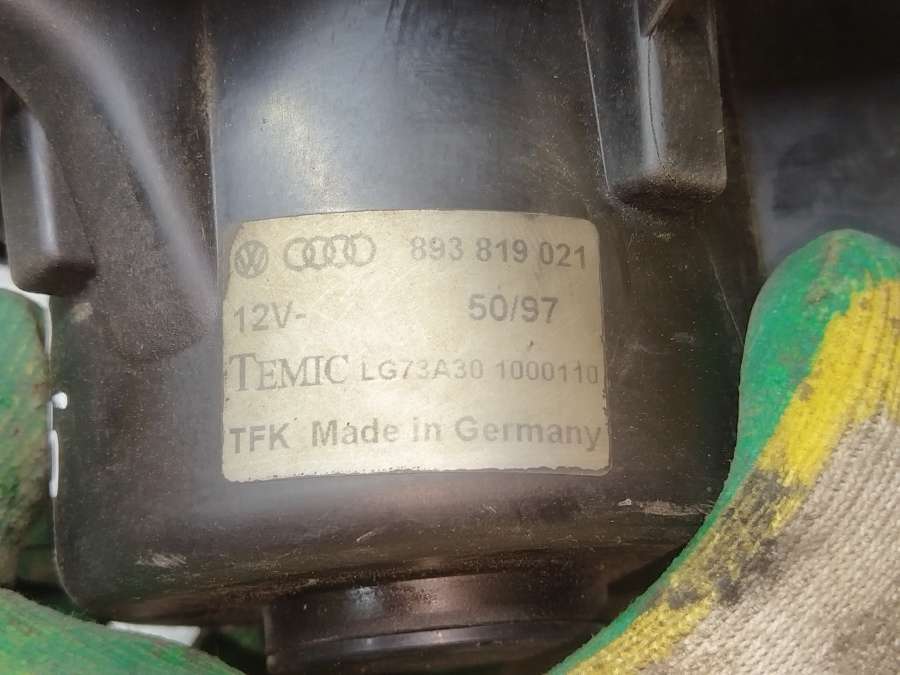 893 819 021
12V- 50/97
TEMIC LG73A30 1000110
TFK Made in Germany